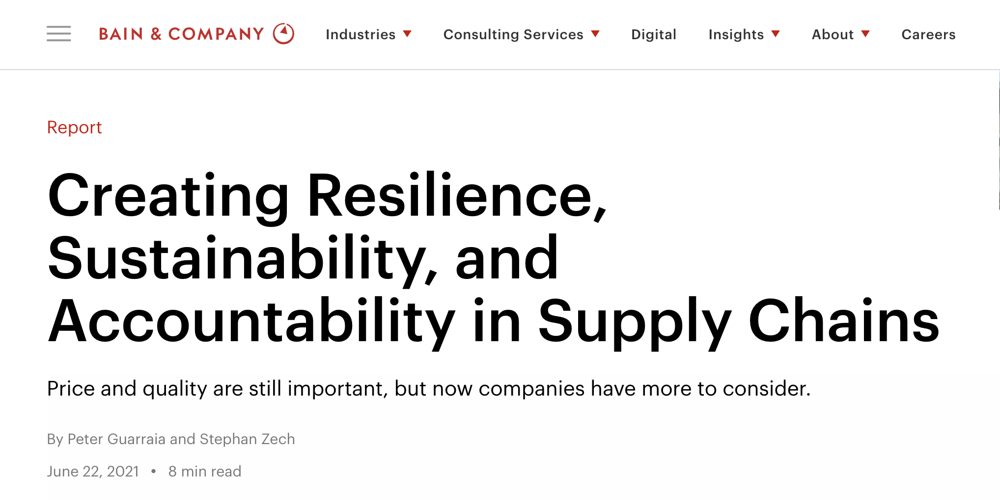 BAIN & COMPANY
Industries
Consulting Services
Digital
Insights
About
Careers
Report
Creating Resilience,
Sustainability, and
Accountability in Supply Chains
Price and quality are still important, but now companies have more to consider.
By Peter Guarraia and Stephan Zech
June 22, 2021 • 8 min read